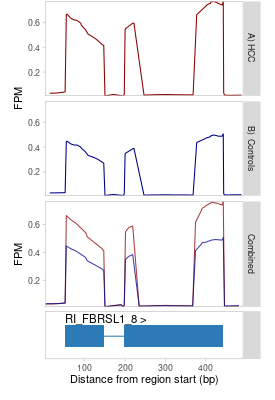 0.6
0.4
0.2
FPM
A) HCC
0.6
0.4
0.2
FPM
B) Controls
0.6
0.4
0.2
FPM
Combined
RI_FBRSL1_8 >
100 200 300 400
Distance from region start (bp)